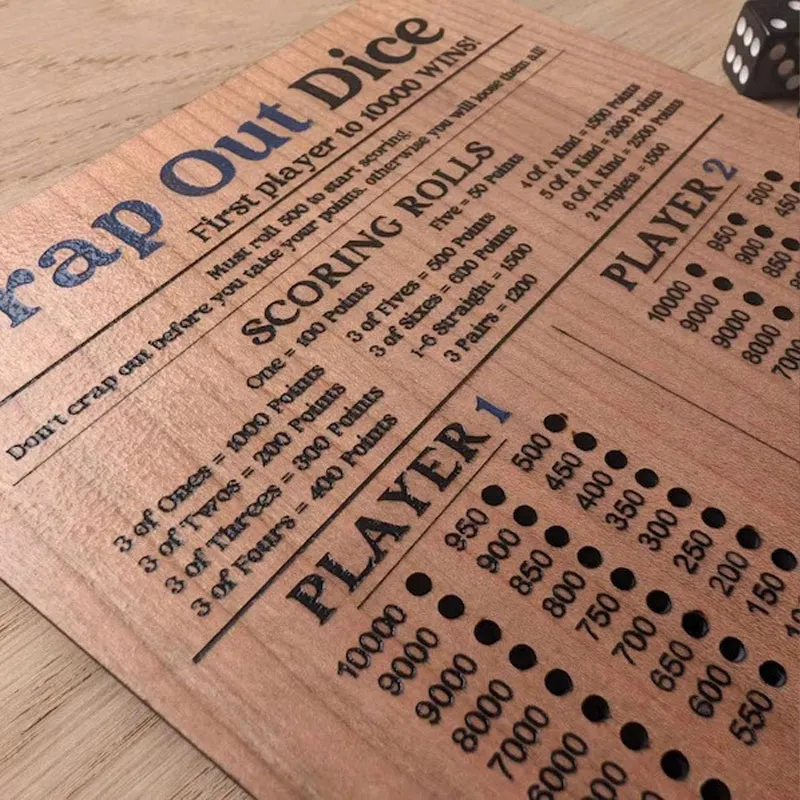 rap Out Dice
First player to 10000 WINS!
Must roll 500 to start scoring.
Don't crap out before you take your points, otherwise you will loose them all!
SCORING ROLLS
One = 100 Points
Five = 50 Points
3 of Ones = 1000 Points
3 of Twos = 200 Points
3 of Threes = 300 Points
3 of Fours = 400 Points
3 of Fives = 500 Points
3 of Sixes = 600 Points
1-6 Straight = 1500
3 Pairs = 1200
4 Of A Kind = 1500 Points
5 Of A Kind = 2000 Points
6 Of A Kind = 2500 Points
2 Triplets = 1500
PLAYER 1
500 450 400 350 300 250 200 150
950 900 850 800 750 700 650 600 550
10000 9000 9000 8000 7000 6000
PLAYER 2
500 450
950 900 850
10000 9000 9000 8000 7000